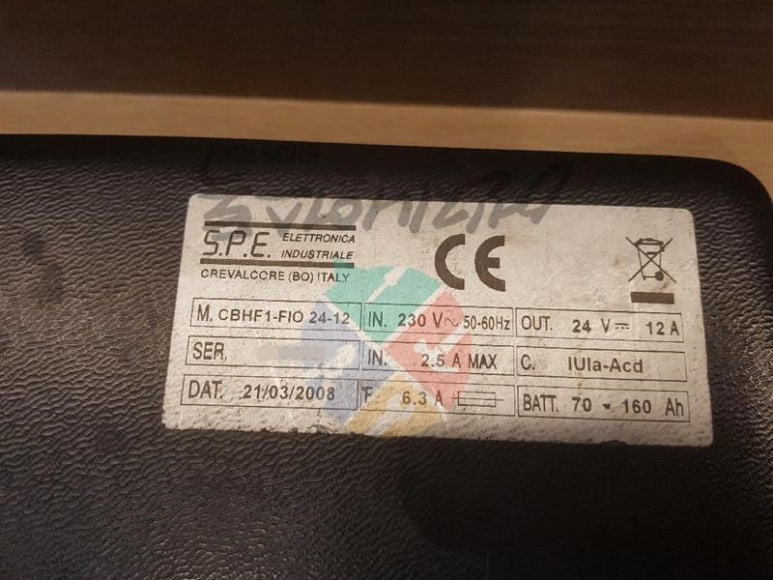 S.P.E. ELETTRONICA INDUSTRIALE
CREVALCORE (BO) ITALY
CE
M. CBHF1-FIO 24-12 IN. 230 V~ 50-60Hz OUT. 24 V⎓ 12 A
SER. IN. 2.5 A MAX C. IUIa-Acd
DAT. 21/03/2008 F. 6.3 A BATT. 70 - 160 Ah